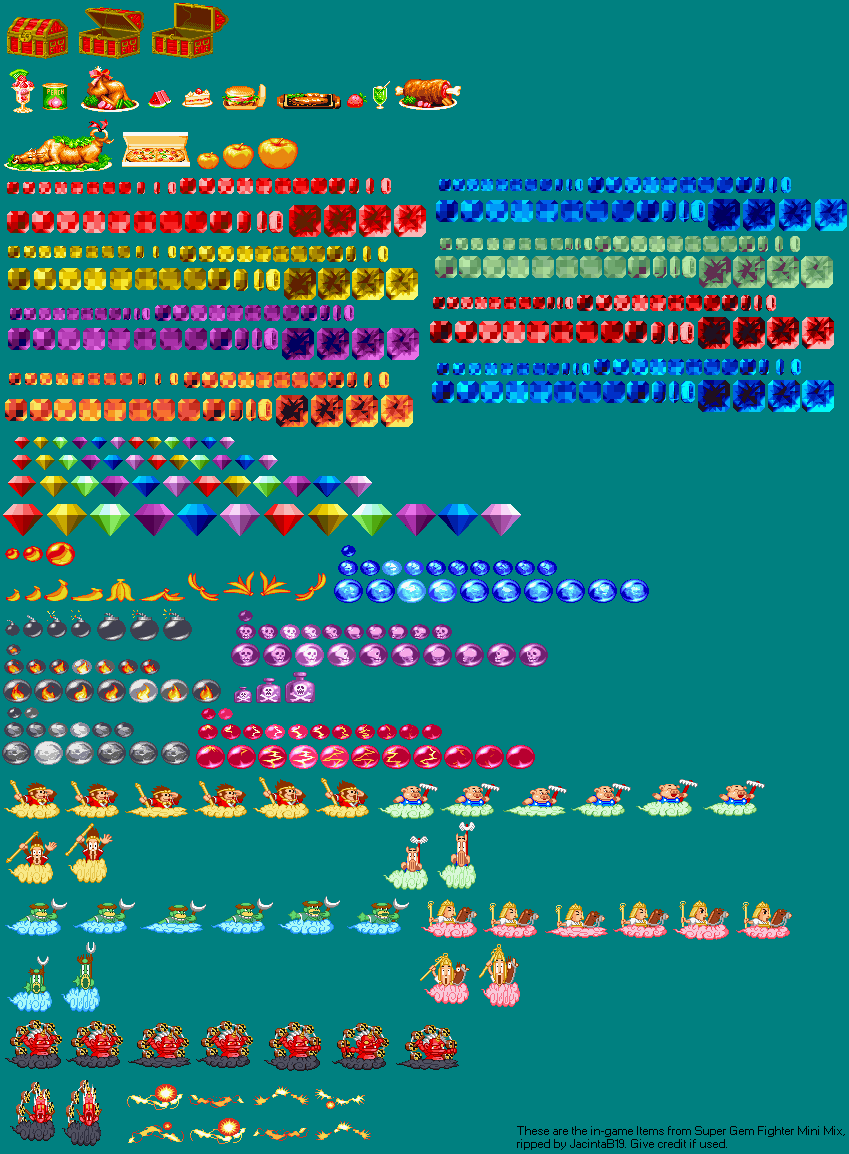 PEACH
These are the in-game Items from Super Gem Fighter Mini Mix,
ripped by JacintaB19. Give credit if used.